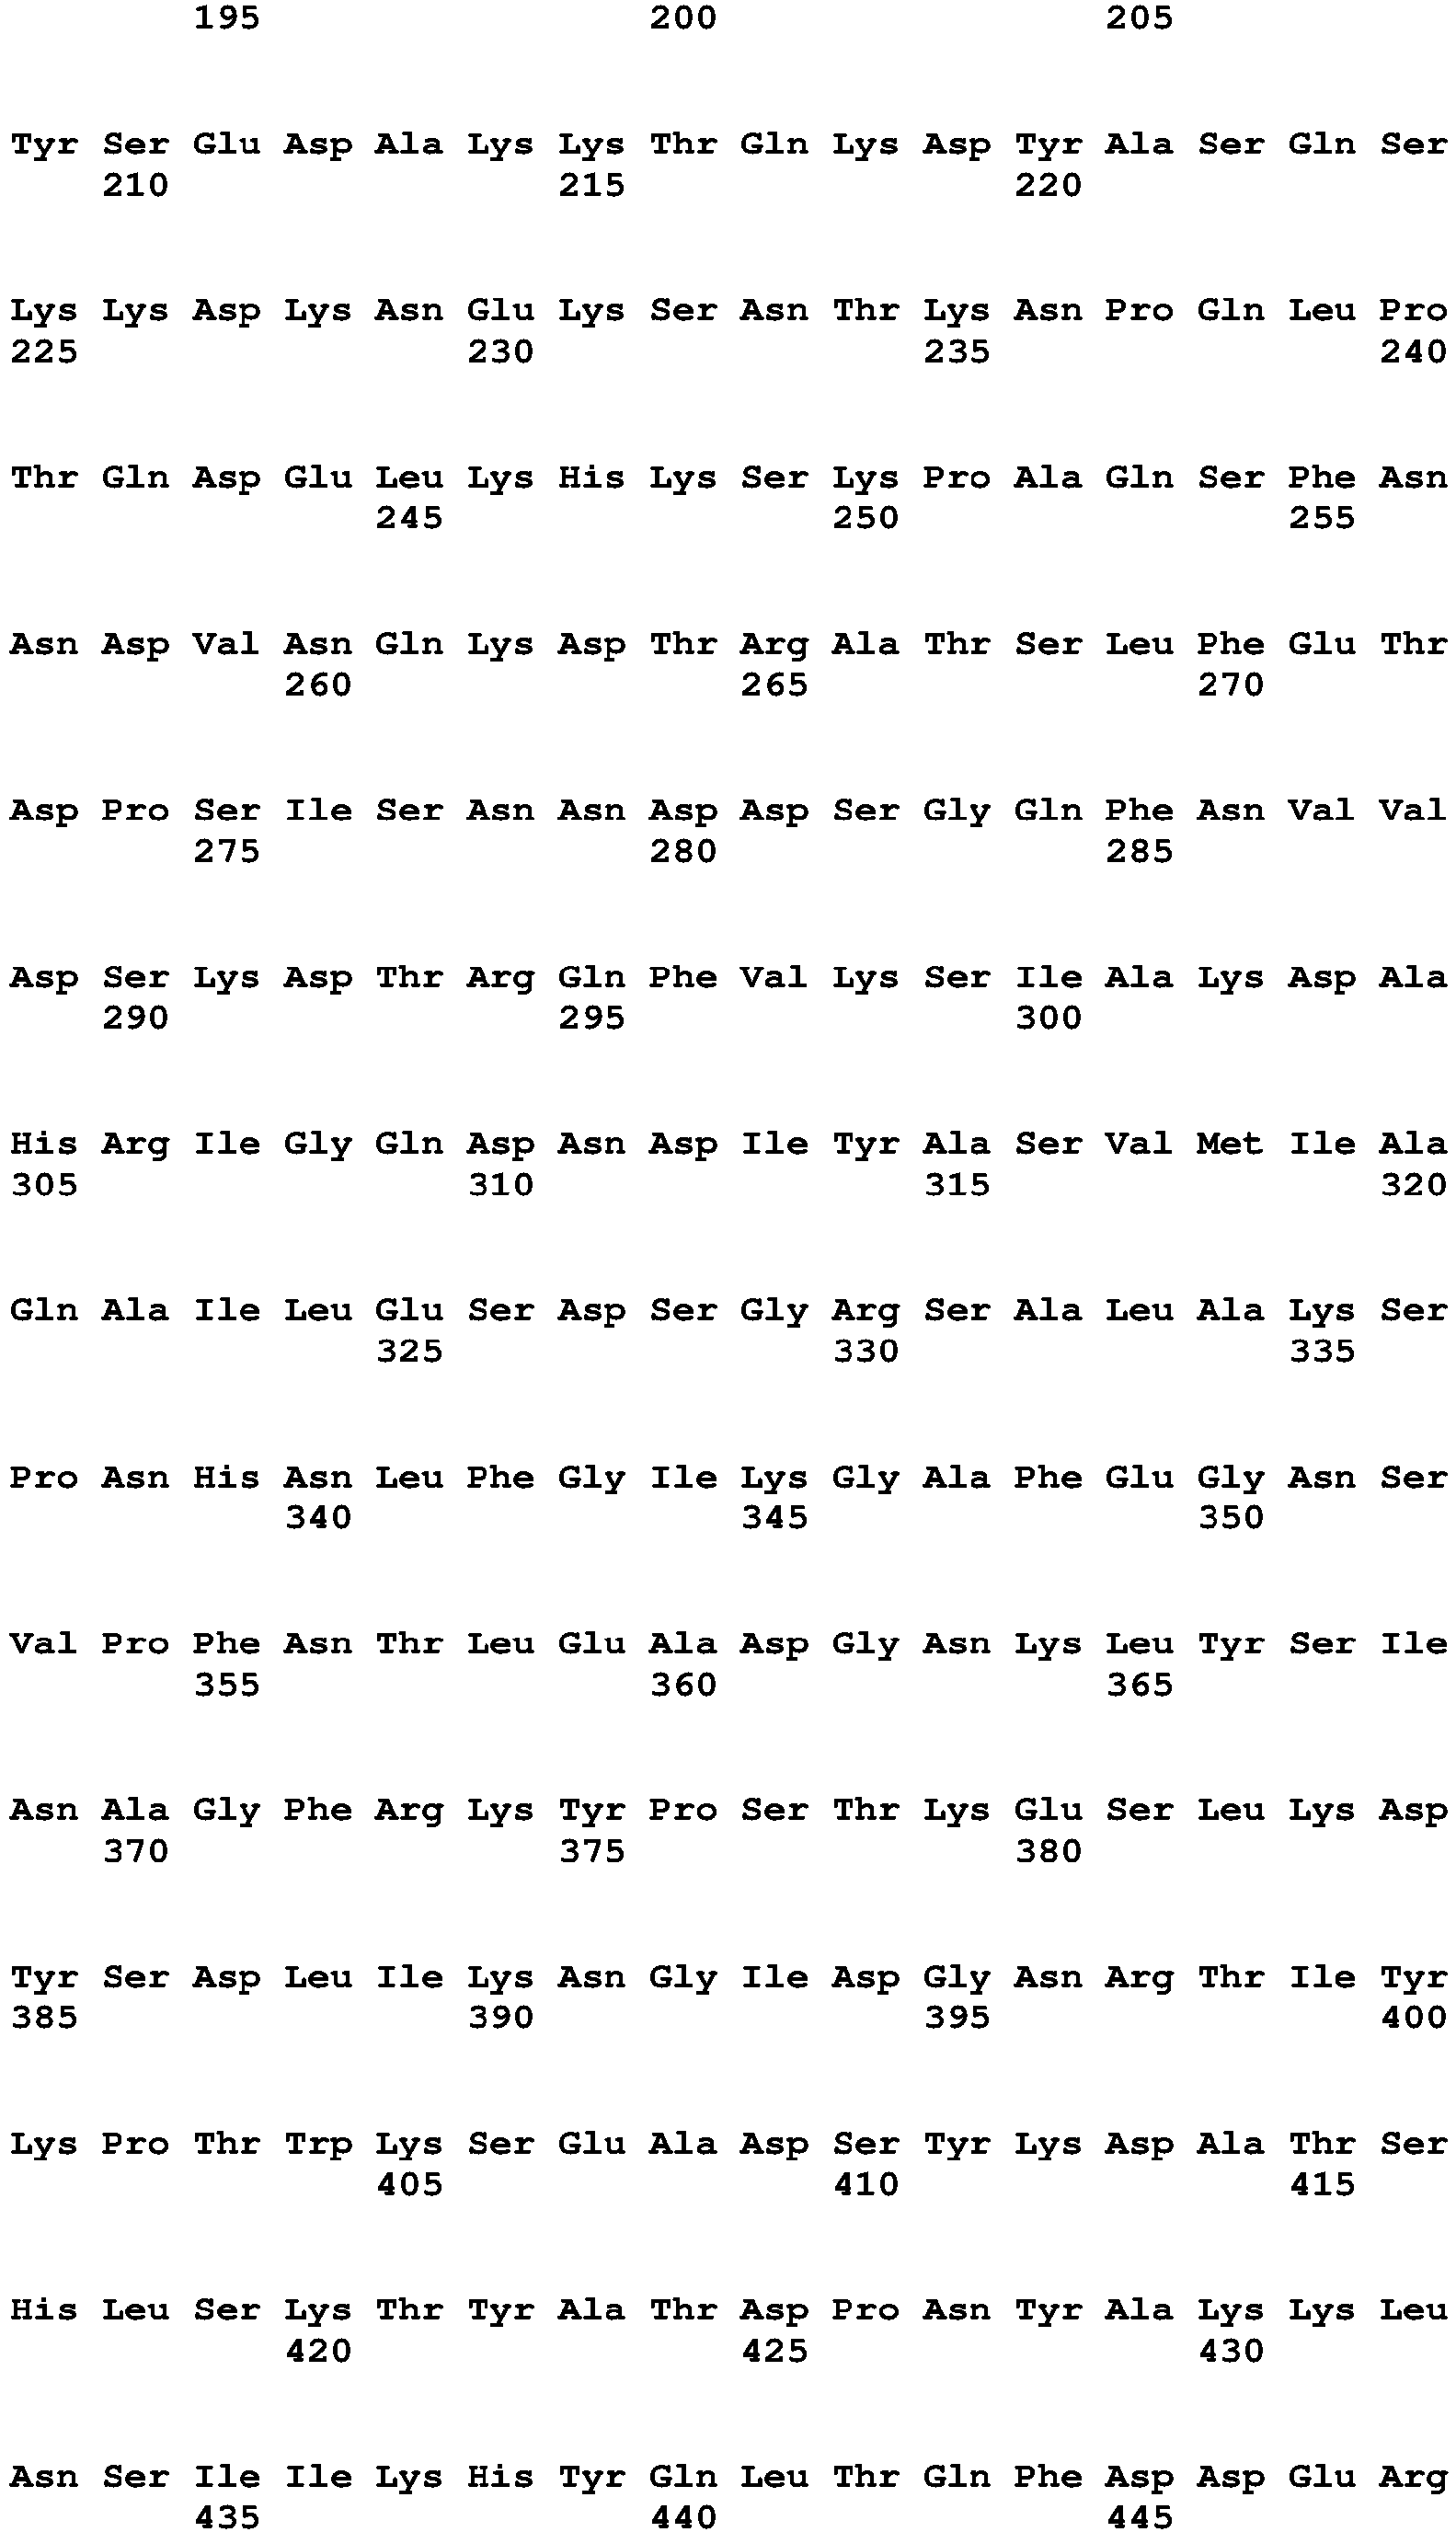 195 200 205
Tyr Ser Glu Asp Ala Lys Lys Thr Gln Lys Asp Tyr Ala Ser Gln Ser
210 215 220
Lys Lys Asp Lys Asn Glu Lys Ser Asn Thr Lys Asn Pro Gln Leu Pro
225 230 235 240
Thr Gln Asp Glu Leu Lys His Lys Ser Lys Pro Ala Gln Ser Phe Asn
245 250 255
Asn Asp Val Asn Gln Lys Asp Thr Arg Ala Thr Ser Leu Phe Glu Thr
260 265 270
Asp Pro Ser Ile Ser Asn Asn Asp Asp Ser Gly Gln Phe Asn Val Val
275 280 285
Asp Ser Lys Asp Thr Arg Gln Phe Val Lys Ser Ile Ala Lys Asp Ala
290 295 300
His Arg Ile Gly Gln Asp Asn Asp Ile Tyr Ala Ser Val Met Ile Ala
305 310 315 320
Gln Ala Ile Leu Glu Ser Asp Ser Gly Arg Ser Ala Leu Ala Lys Ser
325 330 335
Pro Asn His Asn Leu Phe Gly Ile Lys Gly Ala Phe Glu Gly Asn Ser
340 345 350
Val Pro Phe Asn Thr Leu Glu Ala Asp Gly Asn Lys Leu Tyr Ser Ile
355 360 365
Asn Ala Gly Phe Arg Lys Tyr Pro Ser Thr Lys Glu Ser Leu Lys Asp
370 375 380
Tyr Ser Asp Leu Ile Lys Asn Gly Ile Asp Gly Asn Arg Thr Ile Tyr
385 390 395 400
Lys Pro Thr Trp Lys Ser Glu Ala Asp Ser Tyr Lys Asp Ala Thr Ser
405 410 415
His Leu Ser Lys Thr Tyr Ala Thr Asp Pro Asn Tyr Ala Lys Lys Leu
420 425 430
Asn Ser Ile Ile Lys His Tyr Gln Leu Thr Gln Phe Asp Asp Glu Arg
435 440 445